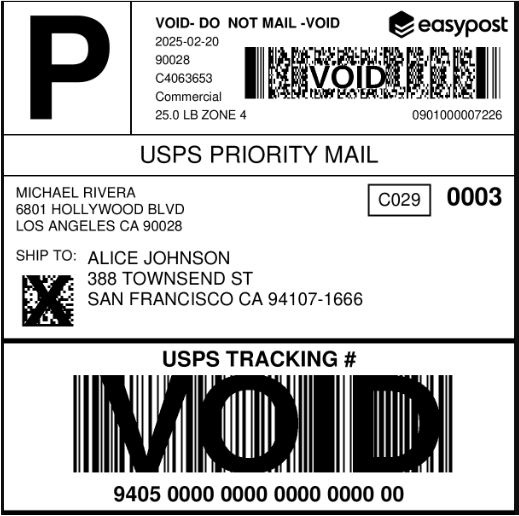 P
VOID- DO NOT MAIL -VOID
easypost
2025-02-20
90028
C4063653
Commercial
25.0 LB ZONE 4
VOID
0901000007226
USPS PRIORITY MAIL
MICHAEL RIVERA
6801 HOLLYWOOD BLVD
LOS ANGELES CA 90028
C029
0003
SHIP TO:
ALICE JOHNSON
388 TOWNSEND ST
SAN FRANCISCO CA 94107-1666
X
USPS TRACKING #
VOID
9405 0000 0000 0000 0000 00